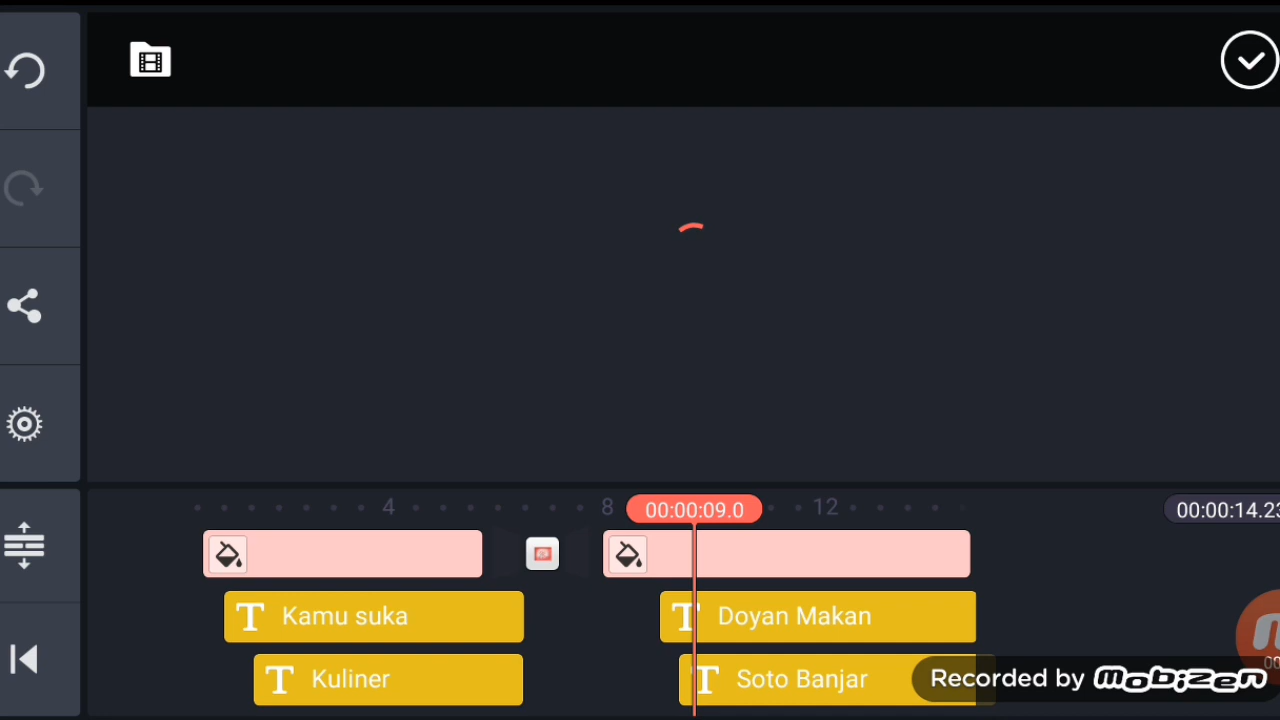 4
8
00:00:09.0
12
00:00:14.23
T Kamu suka
T Doyan Makan
T Kuliner
T Soto Banjar
00
Recorded by mobizen